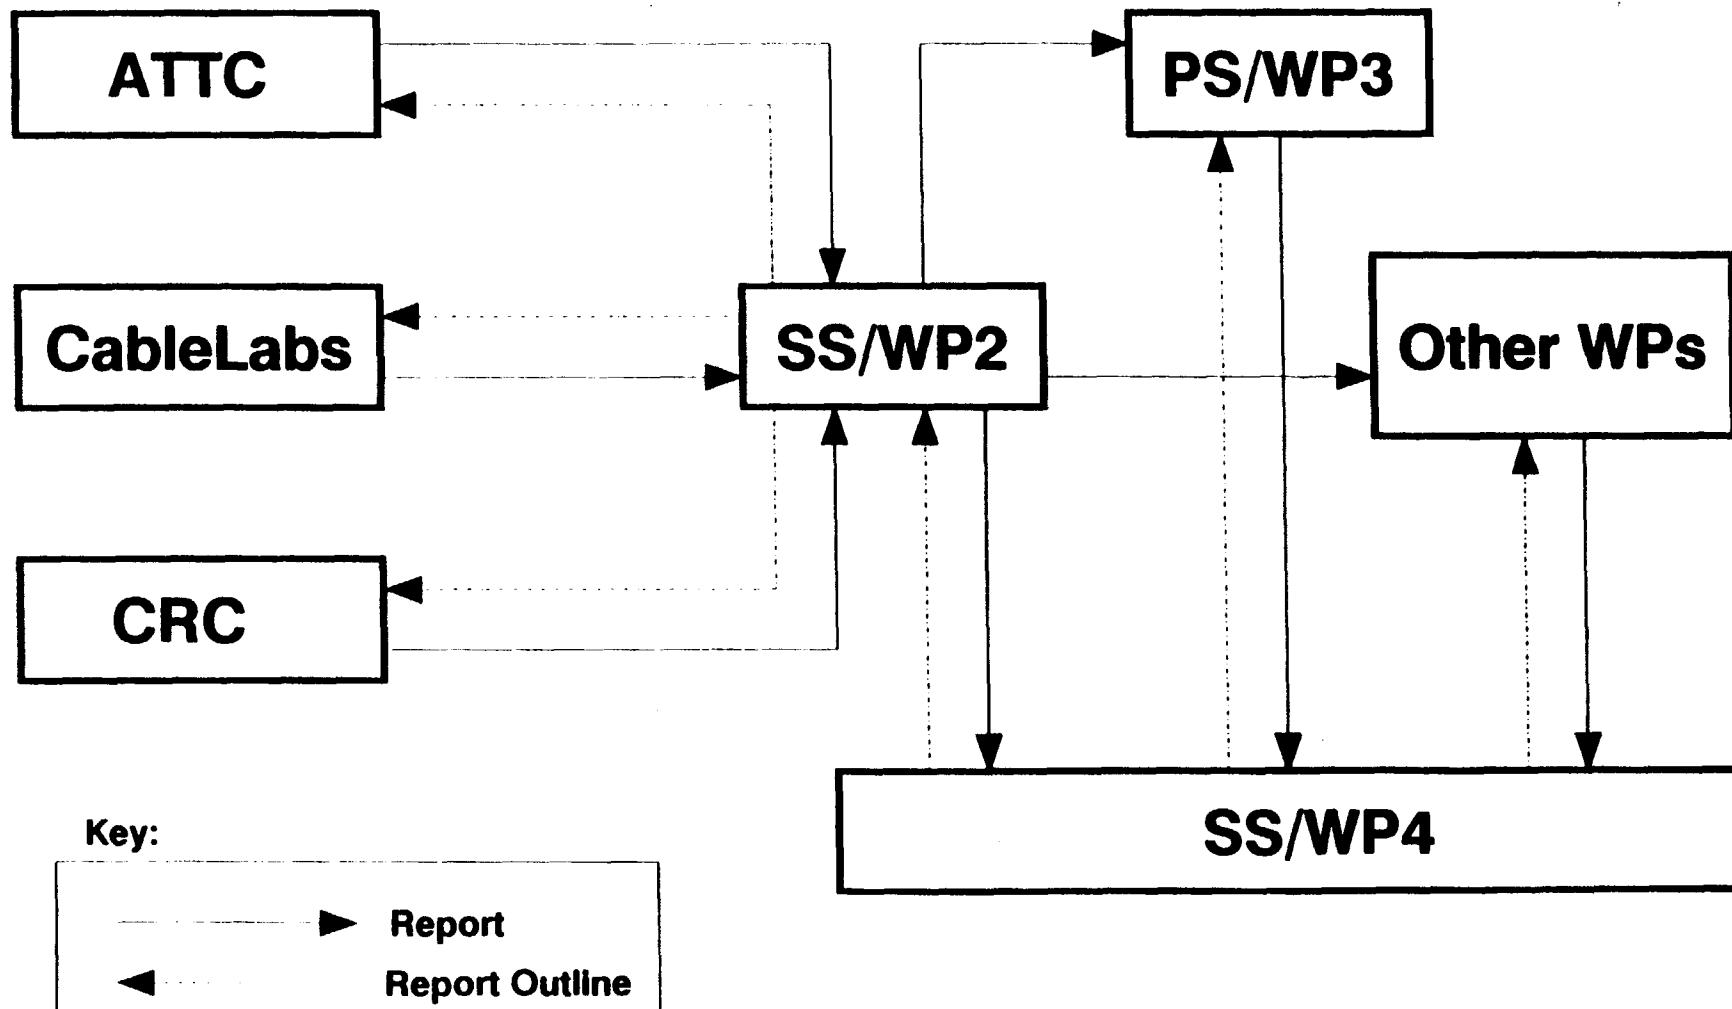 ATTC
PS/WP3
CableLabs
SS/WP2
Other WPs
CRC
SS/WP4
Key:
Report
Report Outline